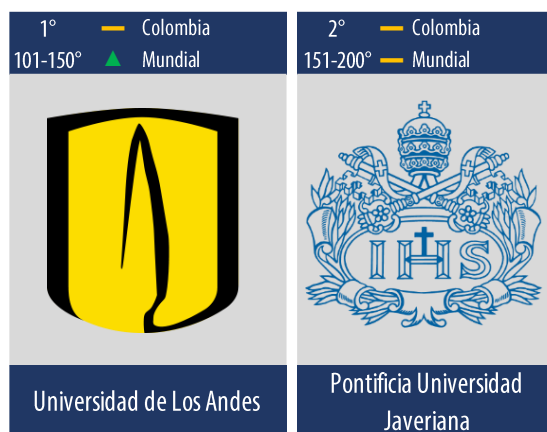 1° Colombia
101-150° Mundial
Universidad de Los Andes
2° Colombia
151-200° Mundial
IHS
Pontificia Universidad
Javeriana